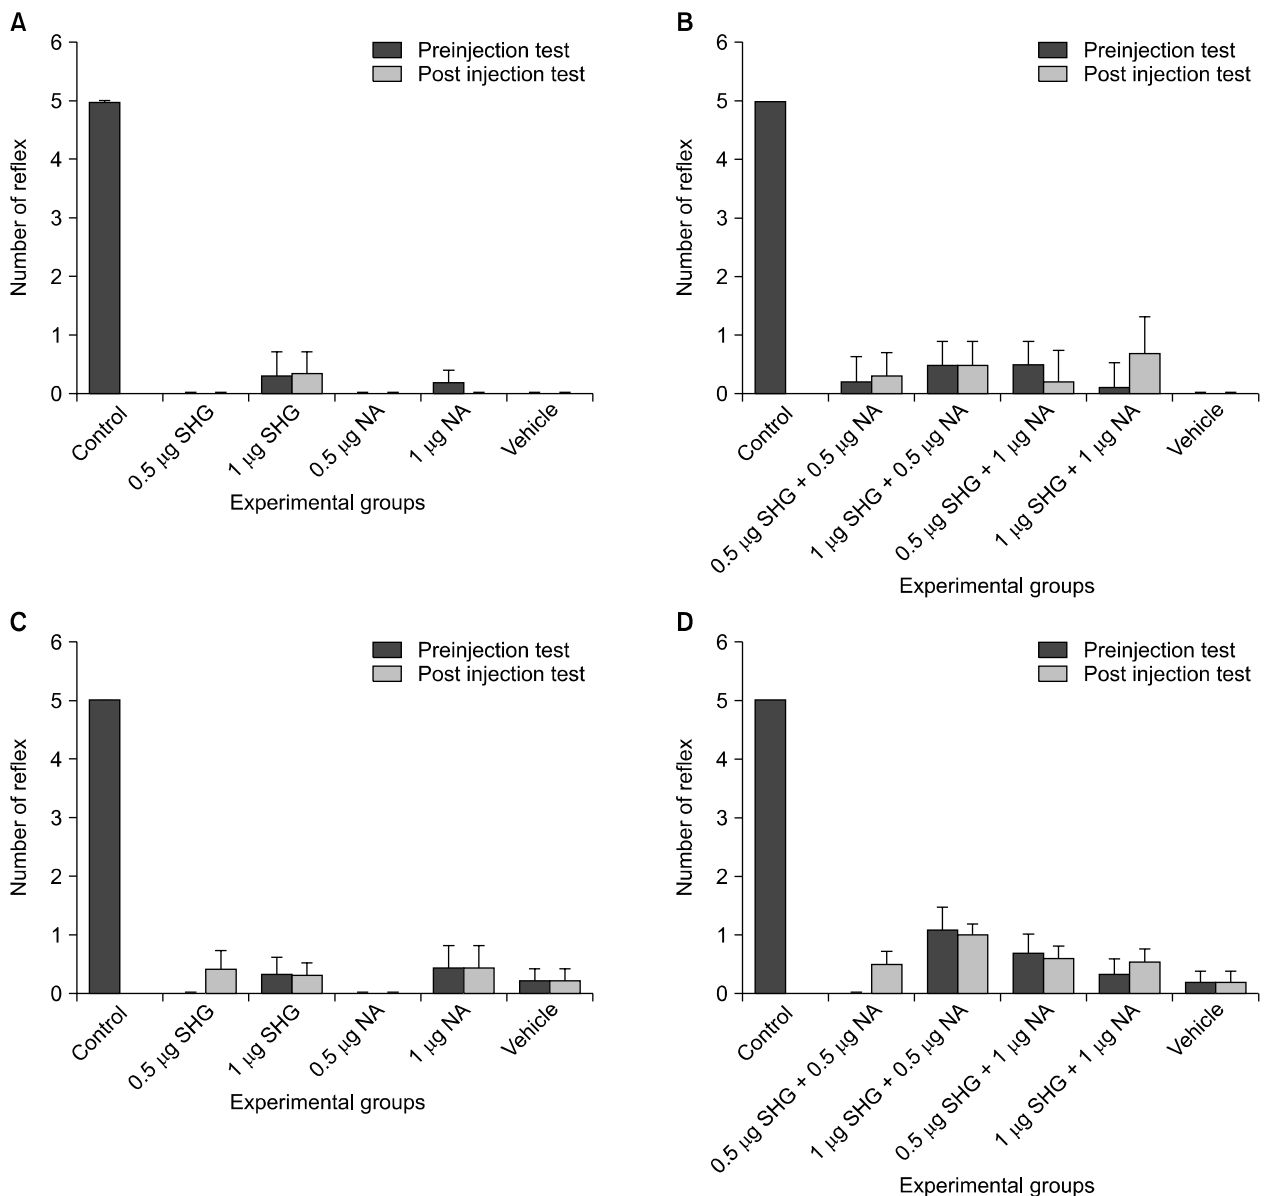 A
6
5
4
3
2
1
0
Number of reflex
Preinjection test
Post injection test
Control
0.5 µg SHG
1 µg SHG
0.5 µg NA
1 µg NA
Vehicle
Experimental groups
B
6
5
4
3
2
1
0
Number of reflex
Preinjection test
Post injection test
Control
0.5 µg SHG + 0.5 µg NA
1 µg SHG + 0.5 µg NA
0.5 µg SHG + 1 µg NA
1 µg SHG + 1 µg NA
Vehicle
Experimental groups
C
6
5
4
3
2
1
0
Number of reflex
Preinjection test
Post injection test
Control
0.5 µg SHG
1 µg SHG
0.5 µg NA
1 µg NA
Vehicle
Experimental groups
D
6
5
4
3
2
1
0
Number of reflex
Preinjection test
Post injection test
Control
0.5 µg SHG + 0.5 µg NA
1 µg SHG + 0.5 µg NA
0.5 µg SHG + 1 µg NA
1 µg SHG + 1 µg NA
Vehicle
Experimental groups